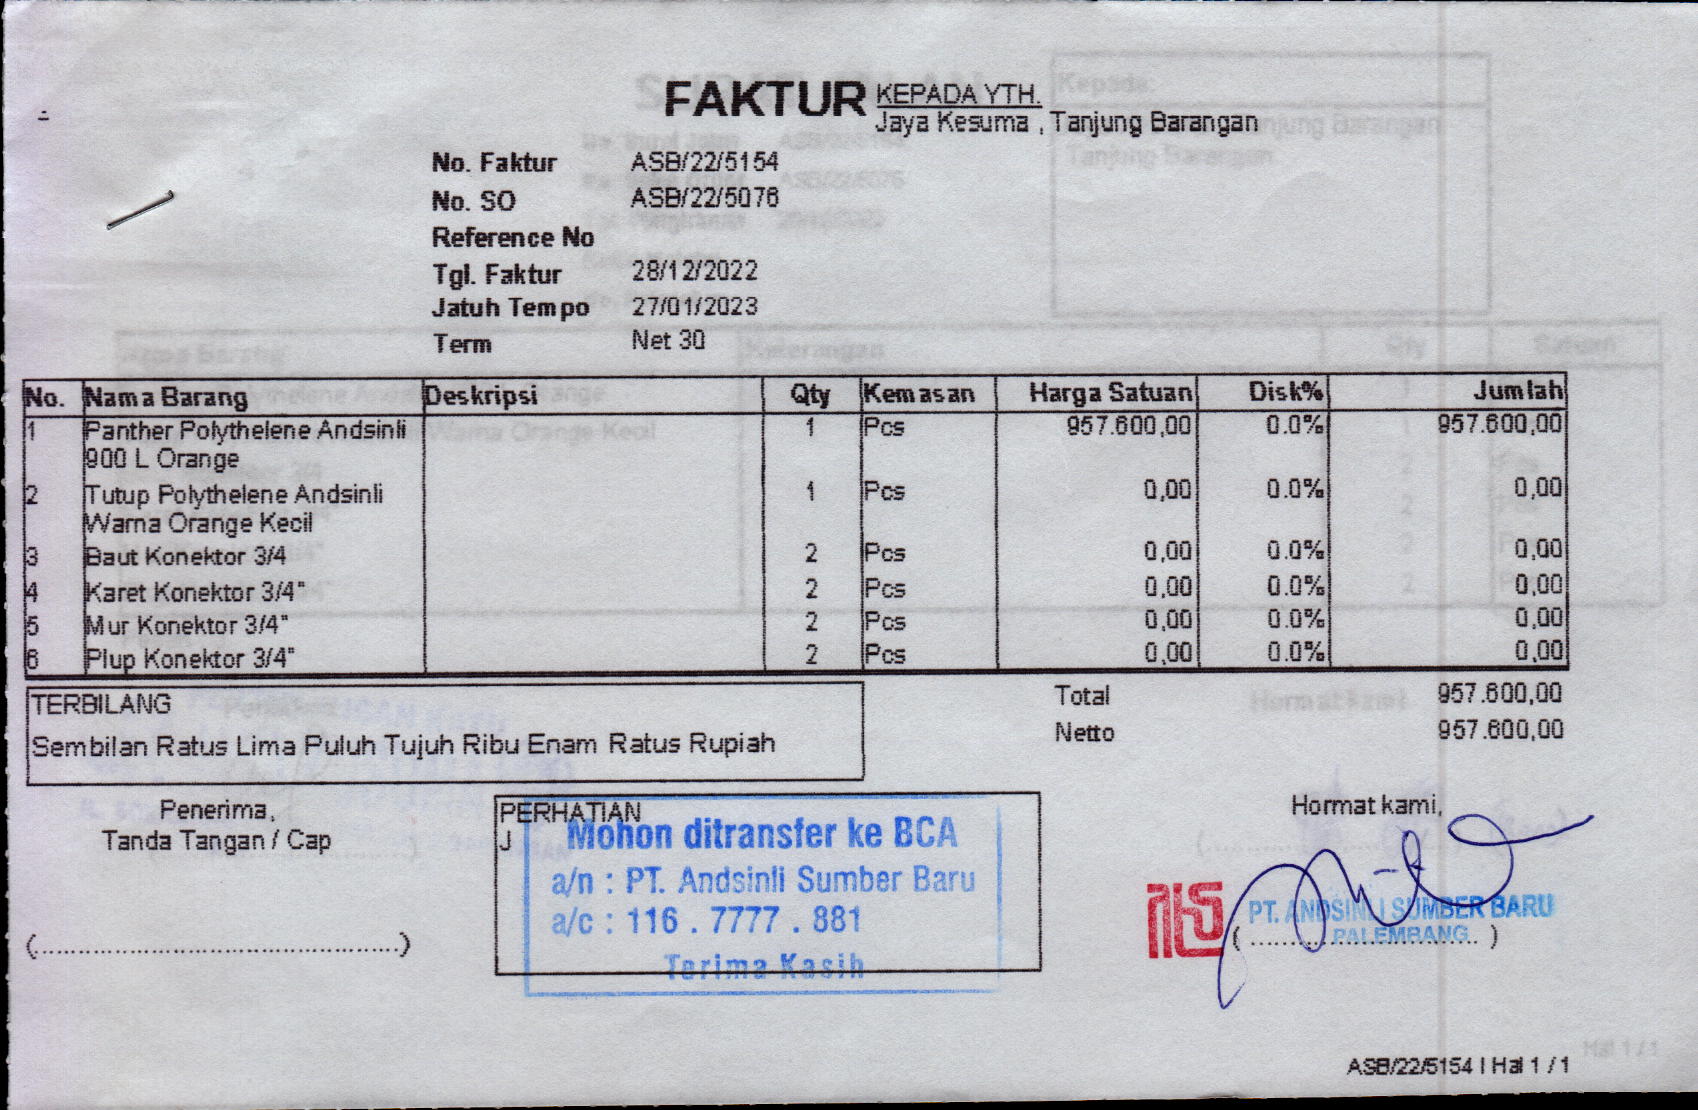 FAKTUR
KEPADA YTH.
Jaya Kesuma , Tanjung Barangan
No. Faktur ASB/22/5154
No. SO ASB/22/5076
Reference No
Tgl. Faktur 28/12/2022
Jatuh Tempo 27/01/2023
Term Net 30
No. Nama Barang Deskripsi Qty Kemasan Harga Satuan Disk% Jumlah
1 Panther Polythelene Andsinli 1 Pcs 957.600,00 0.0% 957.600,00
900 L Orange
2 Tutup Polythelene Andsinli 1 Pcs 0,00 0.0% 0,00
Warna Orange Kecil
3 Baut Konektor 3/4 2 Pcs 0,00 0.0% 0,00
4 Karet Konektor 3/4" 2 Pcs 0,00 0.0% 0,00
5 Mur Konektor 3/4" 2 Pcs 0,00 0.0% 0,00
6 Plup Konektor 3/4" 2 Pcs 0,00 0.0% 0,00
TERBILANG
Sembilan Ratus Lima Puluh Tujuh Ribu Enam Ratus Rupiah
Total 957.600,00
Netto 957.600,00
Penerima,
Tanda Tangan / Cap
(................................................)
PERHATIAN
J
Mohon ditransfer ke BCA
a/n : PT. Andsinli Sumber Baru
a/c : 116 . 7777 . 881
Terima Kasih
Hormat kami,
PT. ANDSINLI SUMBER BARU
PALEMBANG
( .............................. )
ASB/22/5154 | Hal 1 / 1